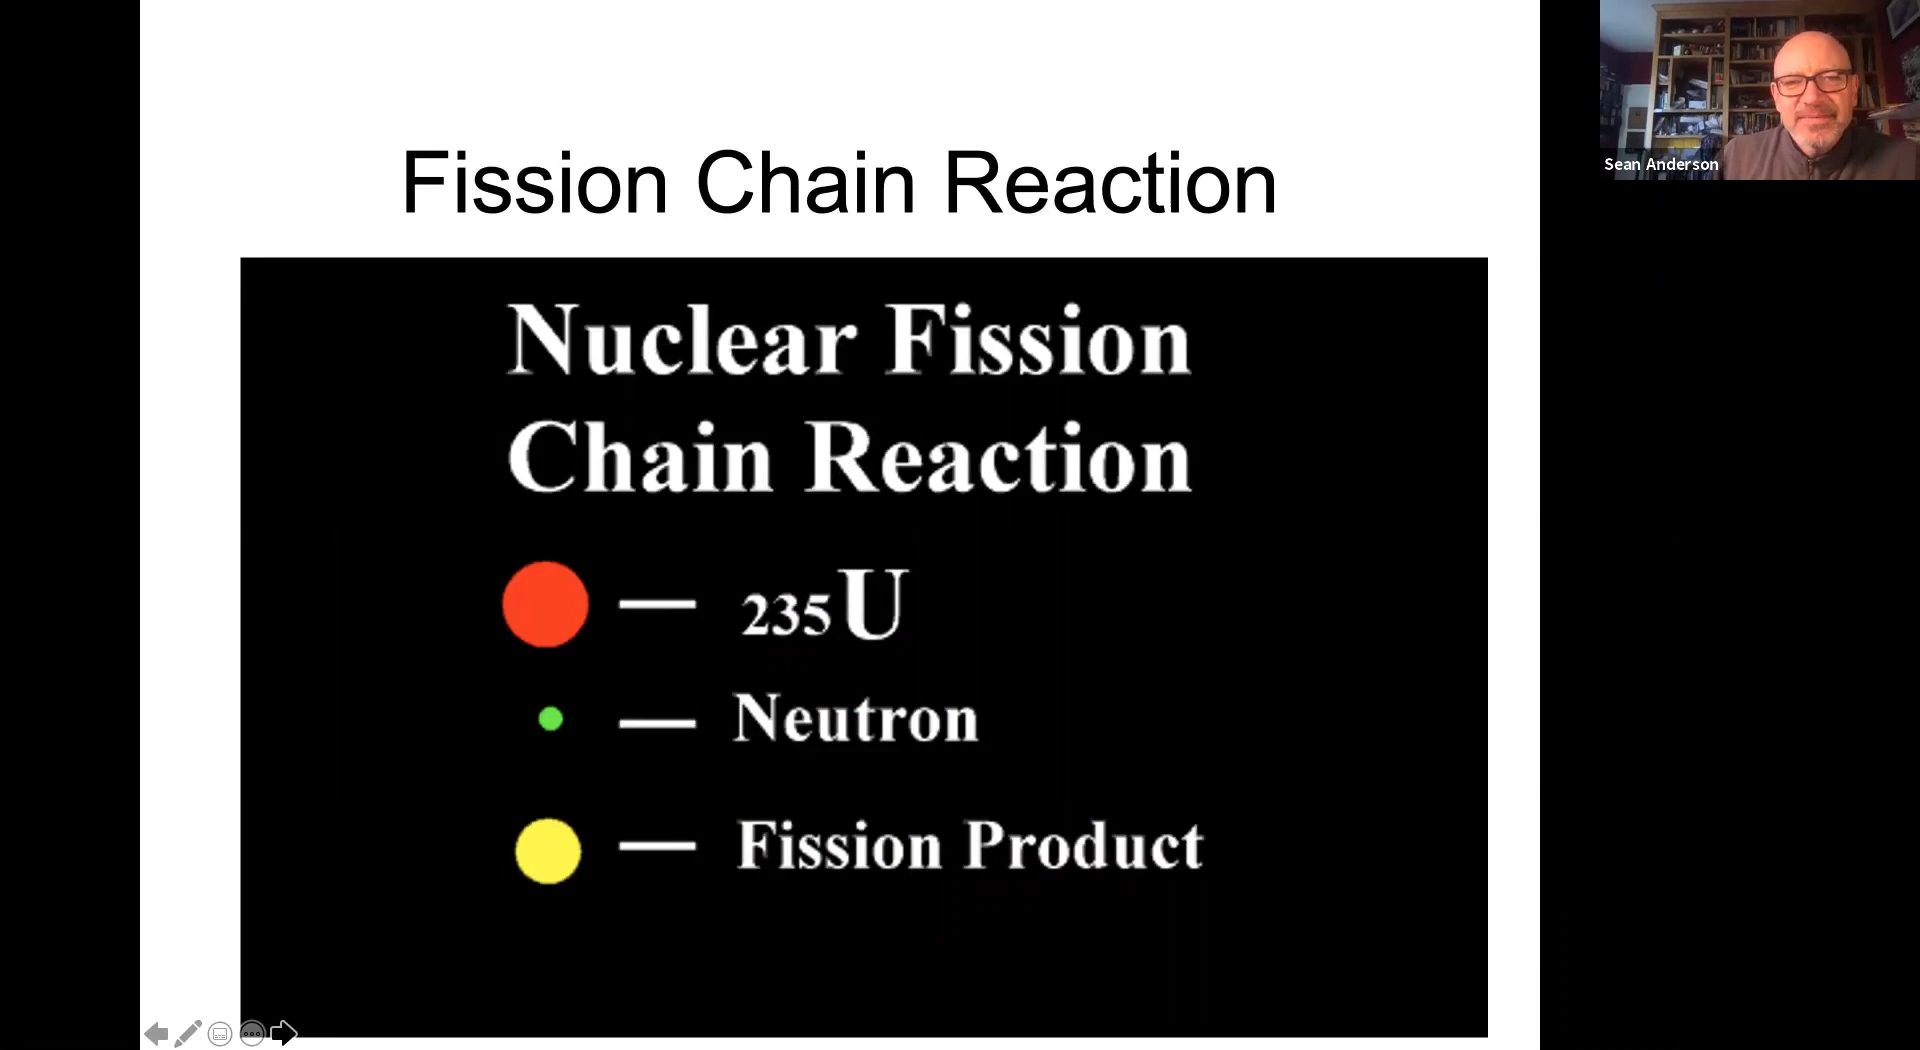 Fission Chain Reaction
Nuclear Fission
Chain Reaction
235U
Neutron
Fission Product
Sean Anderson